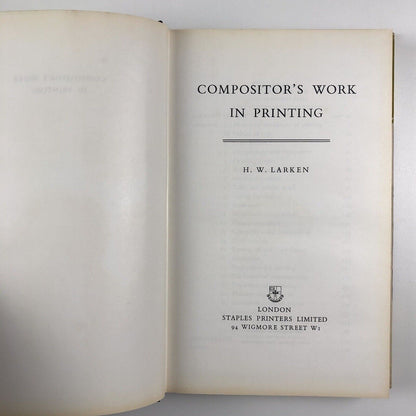 COMPOSITOR'S WORK
IN PRINTING
H. W. LARKEN
LONDON
STAPLES PRINTERS LIMITED
94 WIGMORE STREET W1